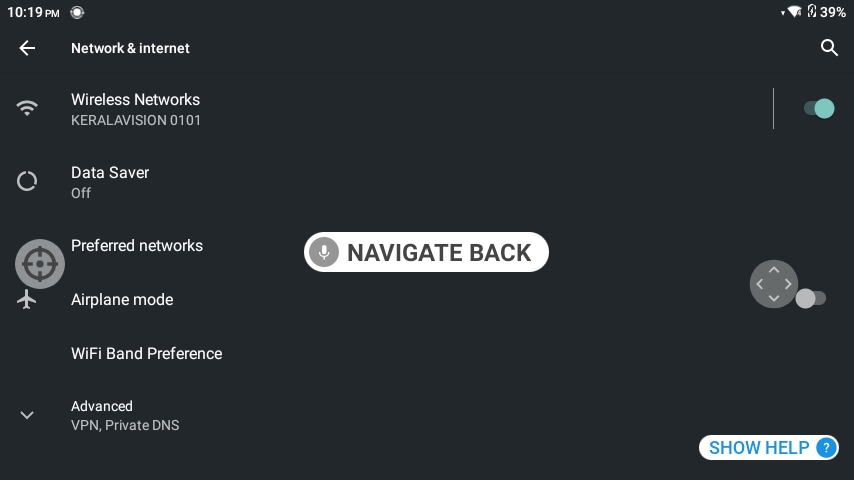 10:19 PM
39%
Network & internet
Wireless Networks
KERALAVISION 0101
Data Saver
Off
Preferred networks
NAVIGATE BACK
Airplane mode
WiFi Band Preference
Advanced
VPN, Private DNS
SHOW HELP ?